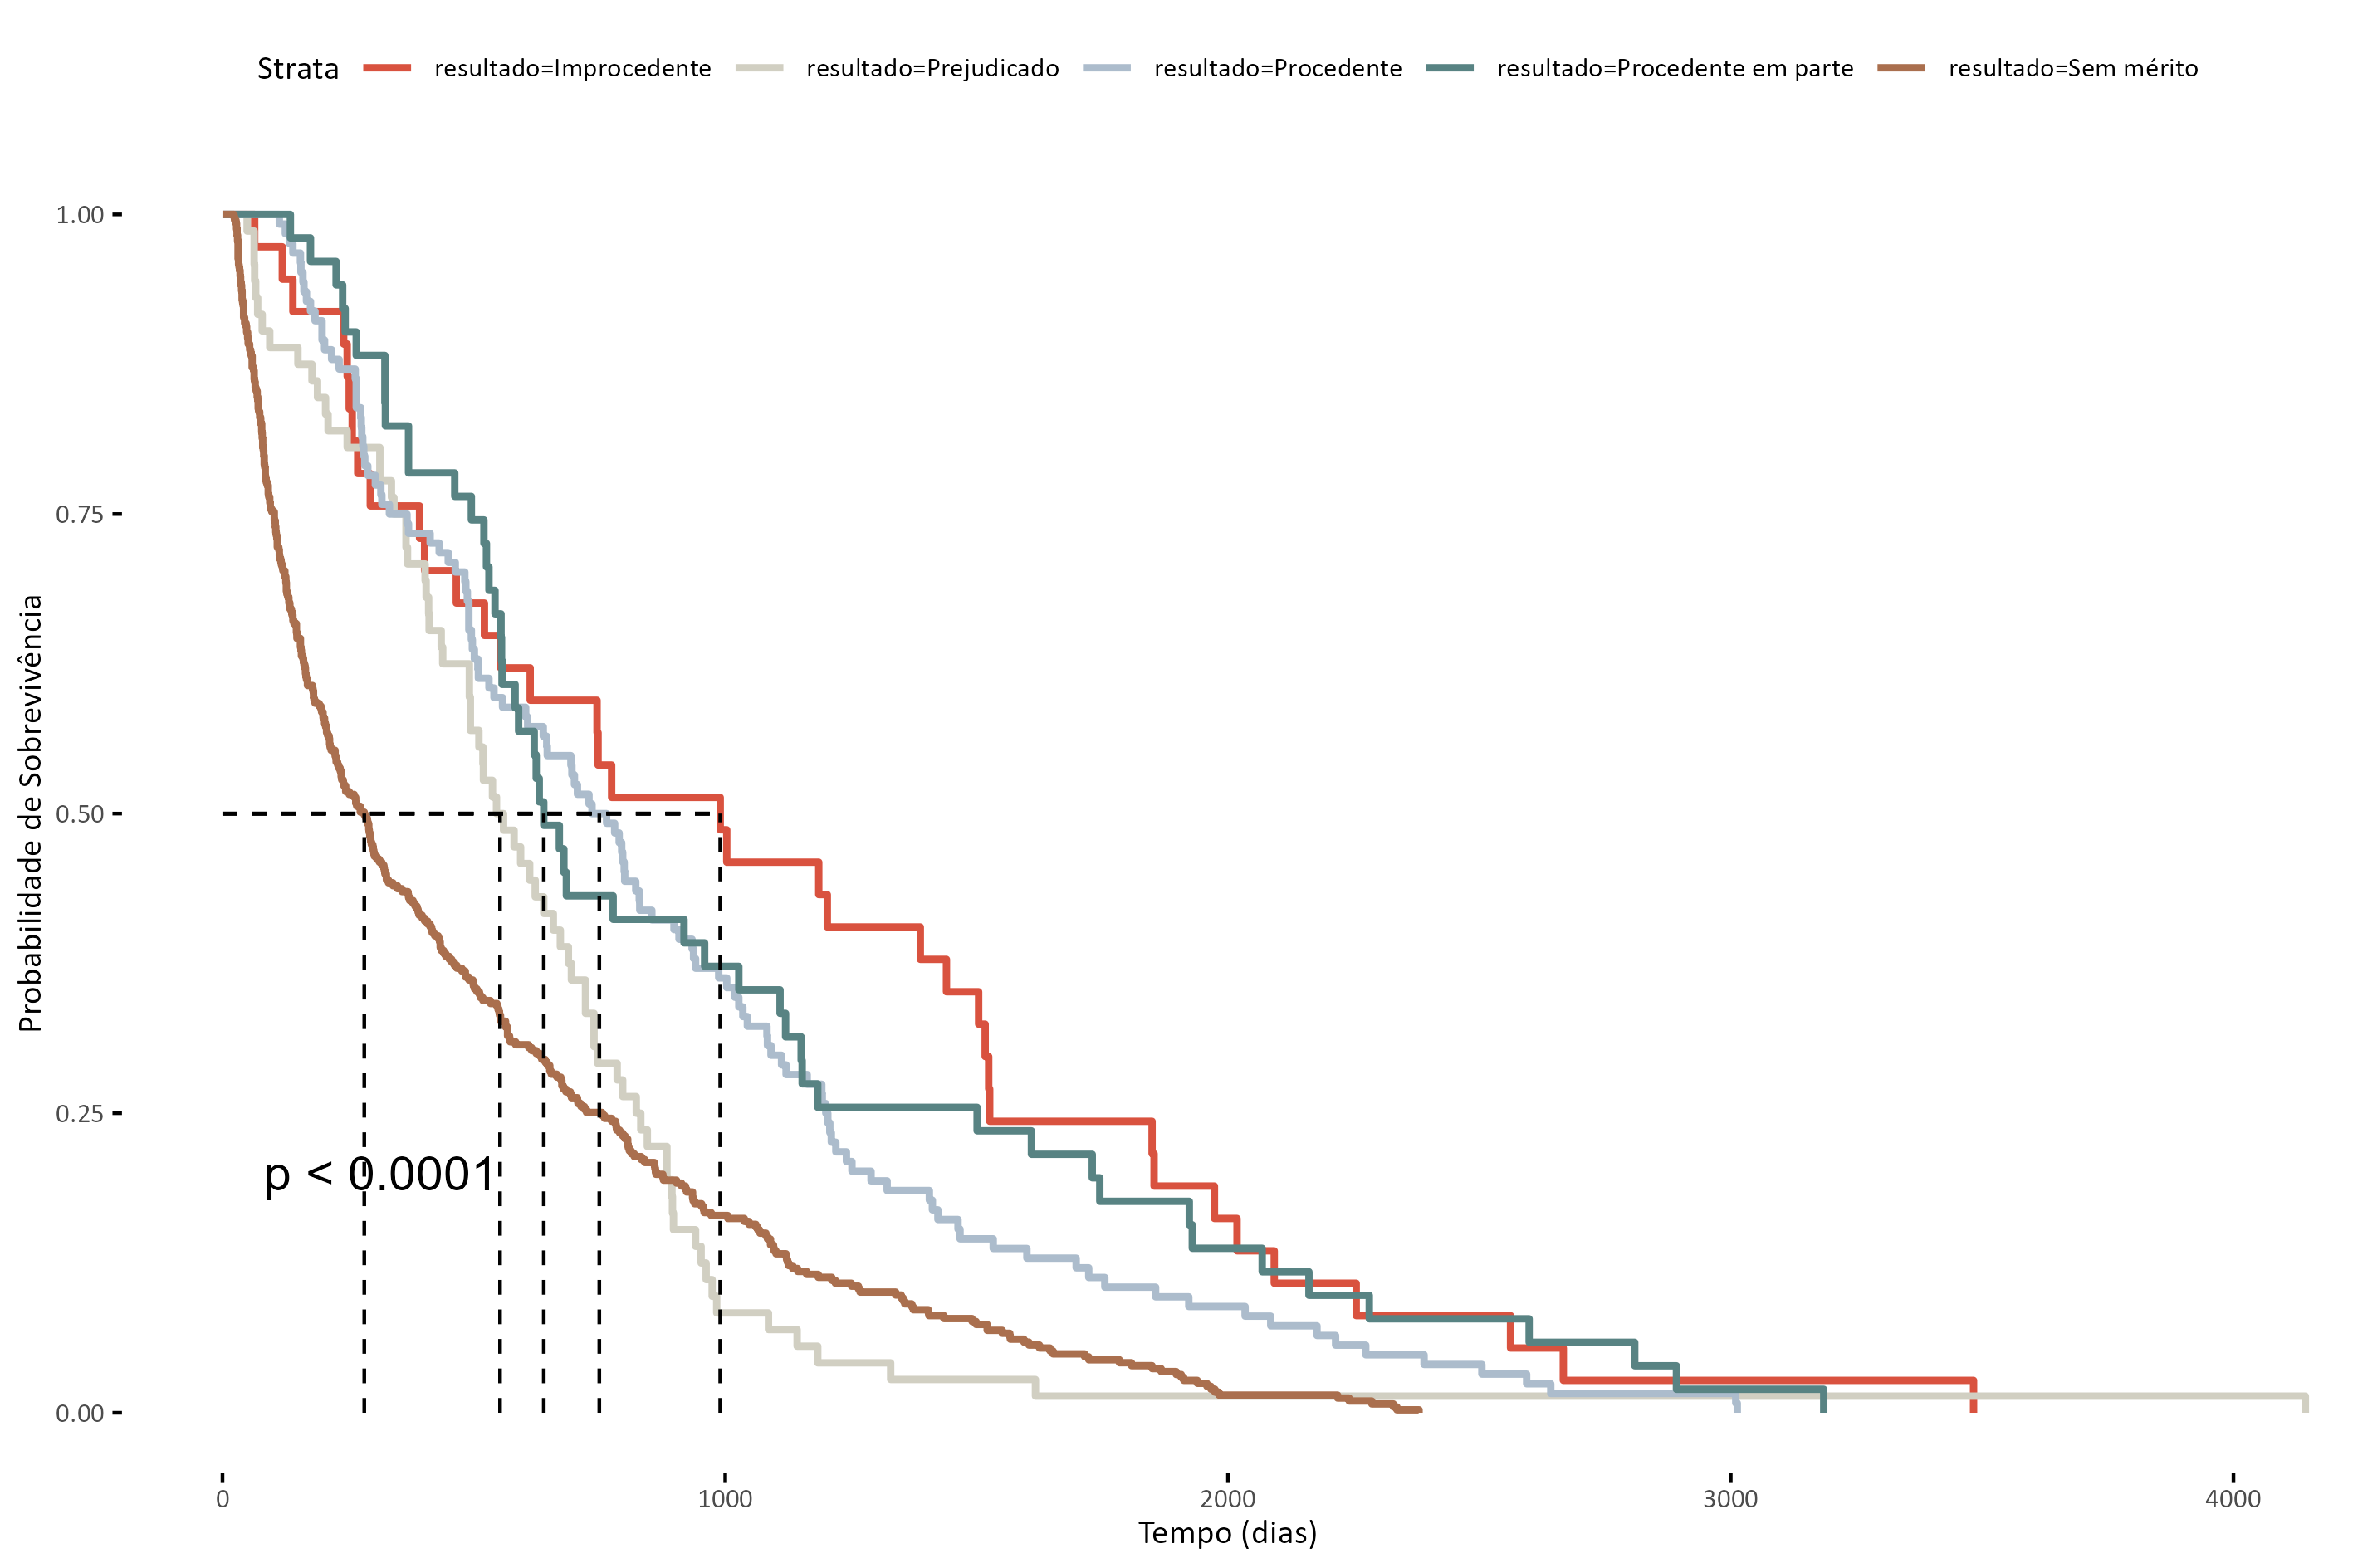 Strata resultado=Improcedente resultado=Prejudicado resultado=Procedente resultado=Procedente em parte resultado=Sem mérito
Probabilidade de Sobrevivência
1.00
0.75
0.50
0.25
0.00
p < 0.0001
0 1000 2000 3000 4000
Tempo (dias)